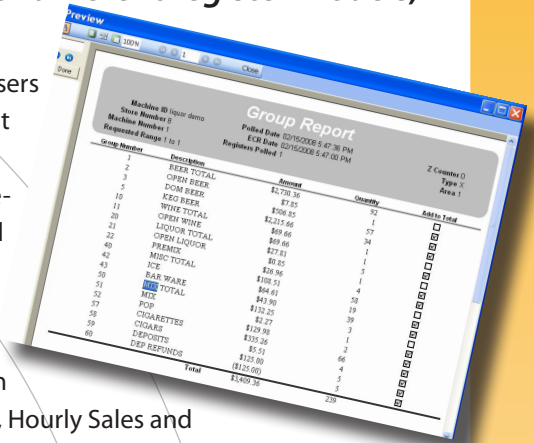 Preview
100%
1
Close
Done
Group Report
Machine ID liquor demo
Store Number 8
Machine Number 1
Requested Range 1 to 1
Polled Date 02/15/2008 5:47:36 PM
ECR Date 02/15/2008 5:47:00 PM
Registers Polled 1
Z Counter 0
Type X
Area 1
Group Number Description Amount Quantity Add to Total
1 BEER TOTAL $2,730.36 92
2 OPEN BEER $7.85 1
3 DOM BEER $506.85 57
5 KEG BEER $2,215.66 34
10 WINE TOTAL $69.66 1
11 OPEN WINE $69.66 1
20 LIQUOR TOTAL $27.81 5
21 OPEN LIQUOR $0.85 1
22 PREMIX $26.96 4
40 MISC TOTAL $108.51 58
42 ICE $64.61 19
43 BAR WARE $43.90 39
50 MIX TOTAL $132.25 3
51 MIX $2.27 1
52 POP $129.98 2
57 CIGARETTES $335.26 66
58 CIGARS $5.51 4
59 DEPOSITS $125.00 5
60 DEP REFUNDS ($125.00) 5
Total $3,409.36 239
sers
t
, Hourly Sales and